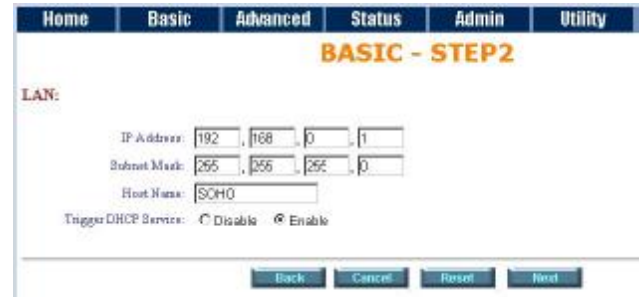 Home Basic Advanced Status Admin Utility
BASIC - STEP2
LAN:
IP Address: 192 . 168 . 0 . 1
Subnet Mask: 255 . 255 . 255 . 0
Host Name: SOHO
Trigger DHCP Service: Disable Enable
Back Cancel Reset Next